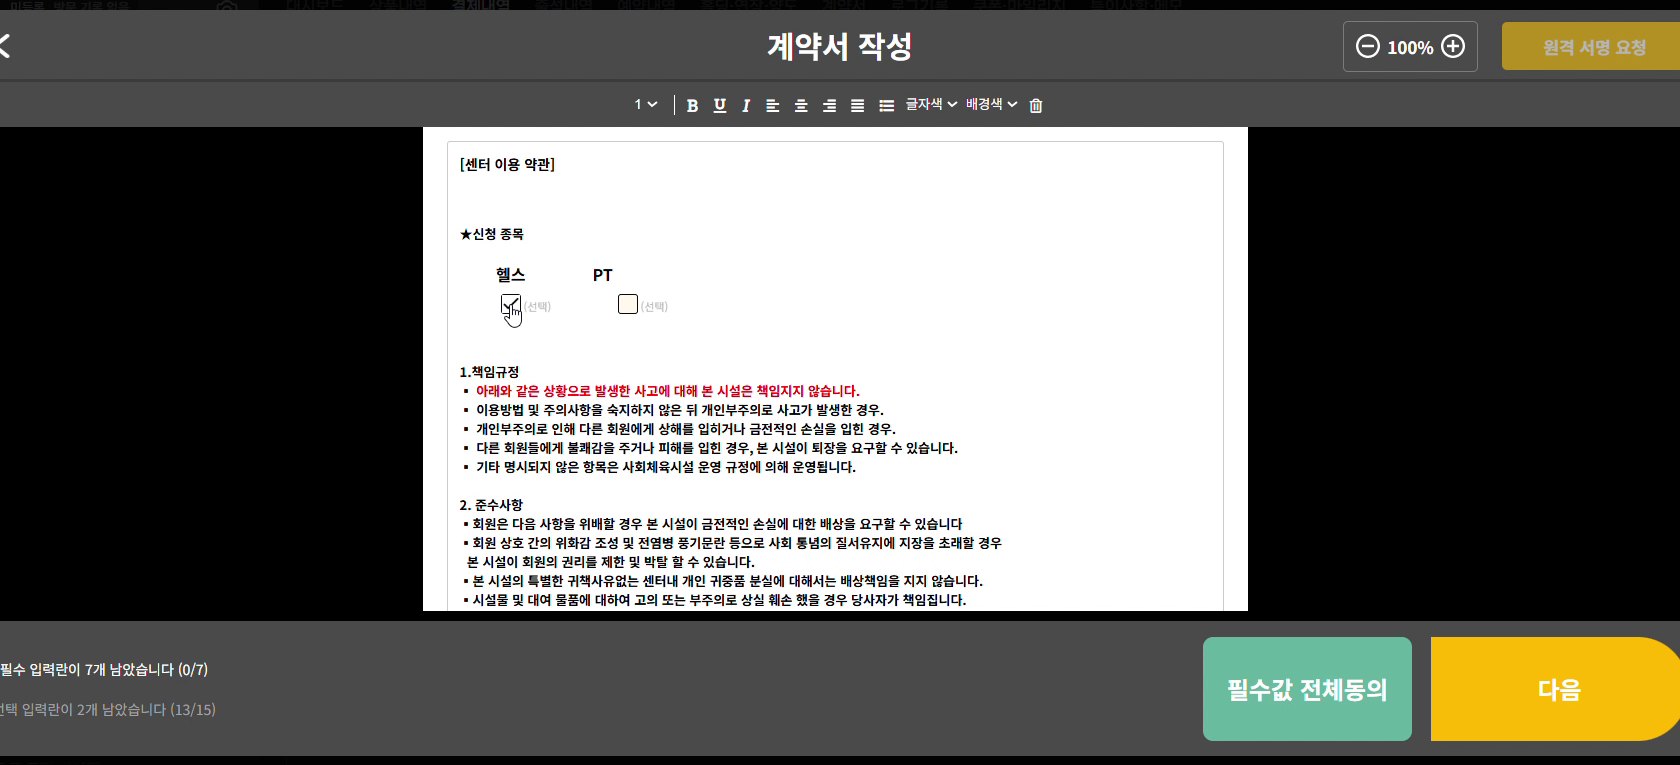 결제내역
계약서 작성
100%
원격 서명 요청
1
B U I
글자색
배경색
[센터 이용 약관]
★신청 종목
헬스 PT
(선택) (선택)
1.책임규정
▪ 아래와 같은 상황으로 발생한 사고에 대해 본 시설은 책임지지 않습니다.
▪ 이용방법 및 주의사항을 숙지하지 않은 뒤 개인부주의로 사고가 발생한 경우.
▪ 개인부주의로 인해 다른 회원에게 상해를 입히거나 금전적인 손실을 입힌 경우.
▪ 다른 회원들에게 불쾌감을 주거나 피해를 입힌 경우, 본 시설이 퇴장을 요구할 수 있습니다.
▪ 기타 명시되지 않은 항목은 사회체육시설 운영 규정에 의해 운영됩니다.
2. 준수사항
▪회원은 다음 사항을 위배할 경우 본 시설이 금전적인 손실에 대한 배상을 요구할 수 있습니다
▪회원 상호 간의 위화감 조성 및 전염병 풍기문란 등으로 사회 통념의 질서유지에 지장을 초래할 경우
본 시설이 회원의 권리를 제한 및 박탈 할 수 있습니다.
▪본 시설의 특별한 귀책사유없는 센터내 개인 귀중품 분실에 대해서는 배상책임을 지지 않습니다.
▪시설물 및 대여 물품에 대하여 고의 또는 부주의로 상실 훼손 했을 경우 당사자가 책임집니다.
필수 입력란이 7개 남았습니다 (0/7)
선택 입력란이 2개 남았습니다 (13/15)
필수값 전체동의
다음